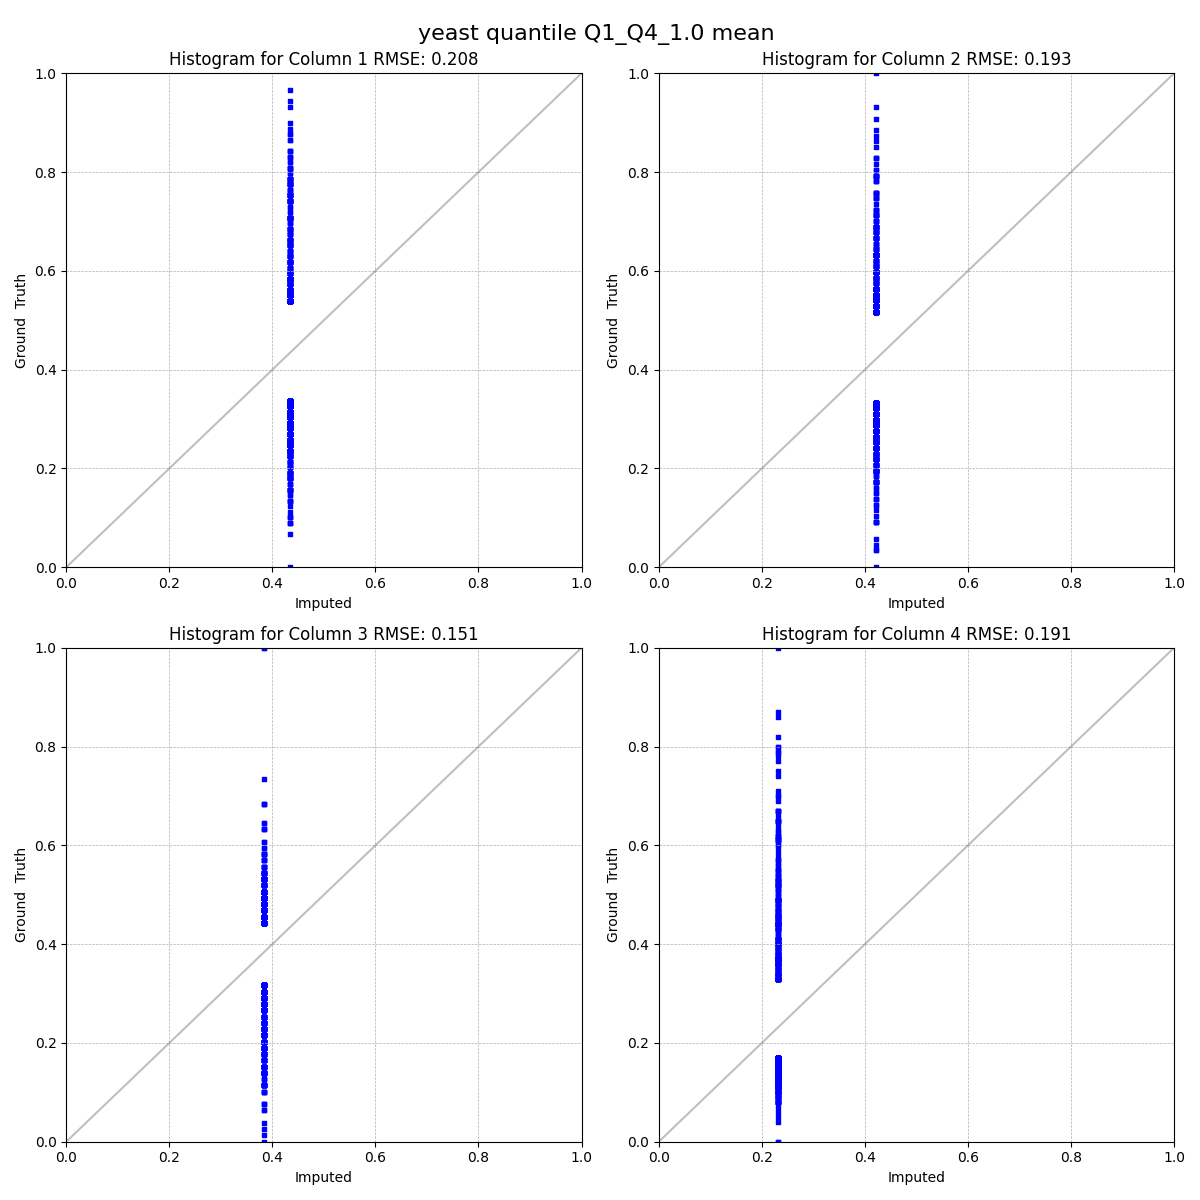 yeast quantile Q1_Q4_1.0 mean
Histogram for Column 1 RMSE: 0.208
Histogram for Column 2 RMSE: 0.193
1.0
0.8
0.6
0.4
0.2
0.0
Ground Truth
0.0 0.2 0.4 0.6 0.8 1.0
Imputed
1.0
0.8
0.6
0.4
0.2
0.0
Ground Truth
0.0 0.2 0.4 0.6 0.8 1.0
Imputed
Histogram for Column 3 RMSE: 0.151
Histogram for Column 4 RMSE: 0.191
1.0
0.8
0.6
0.4
0.2
0.0
Ground Truth
0.0 0.2 0.4 0.6 0.8 1.0
Imputed
1.0
0.8
0.6
0.4
0.2
0.0
Ground Truth
0.0 0.2 0.4 0.6 0.8 1.0
Imputed